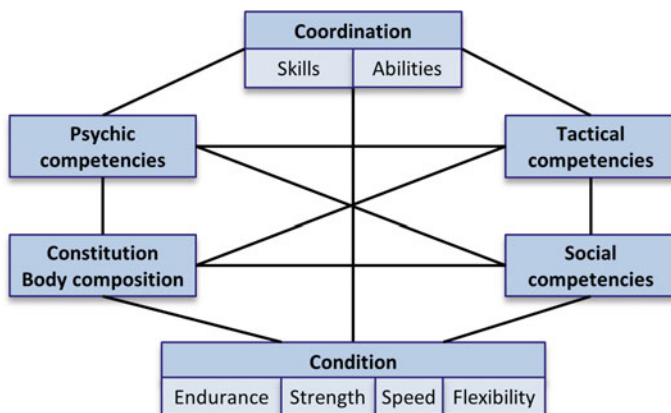 Coordination
Skills Abilities
Psychic
competencies
Tactical
competencies
Constitution
Body composition
Social
competencies
Condition
Endurance Strength Speed Flexibility